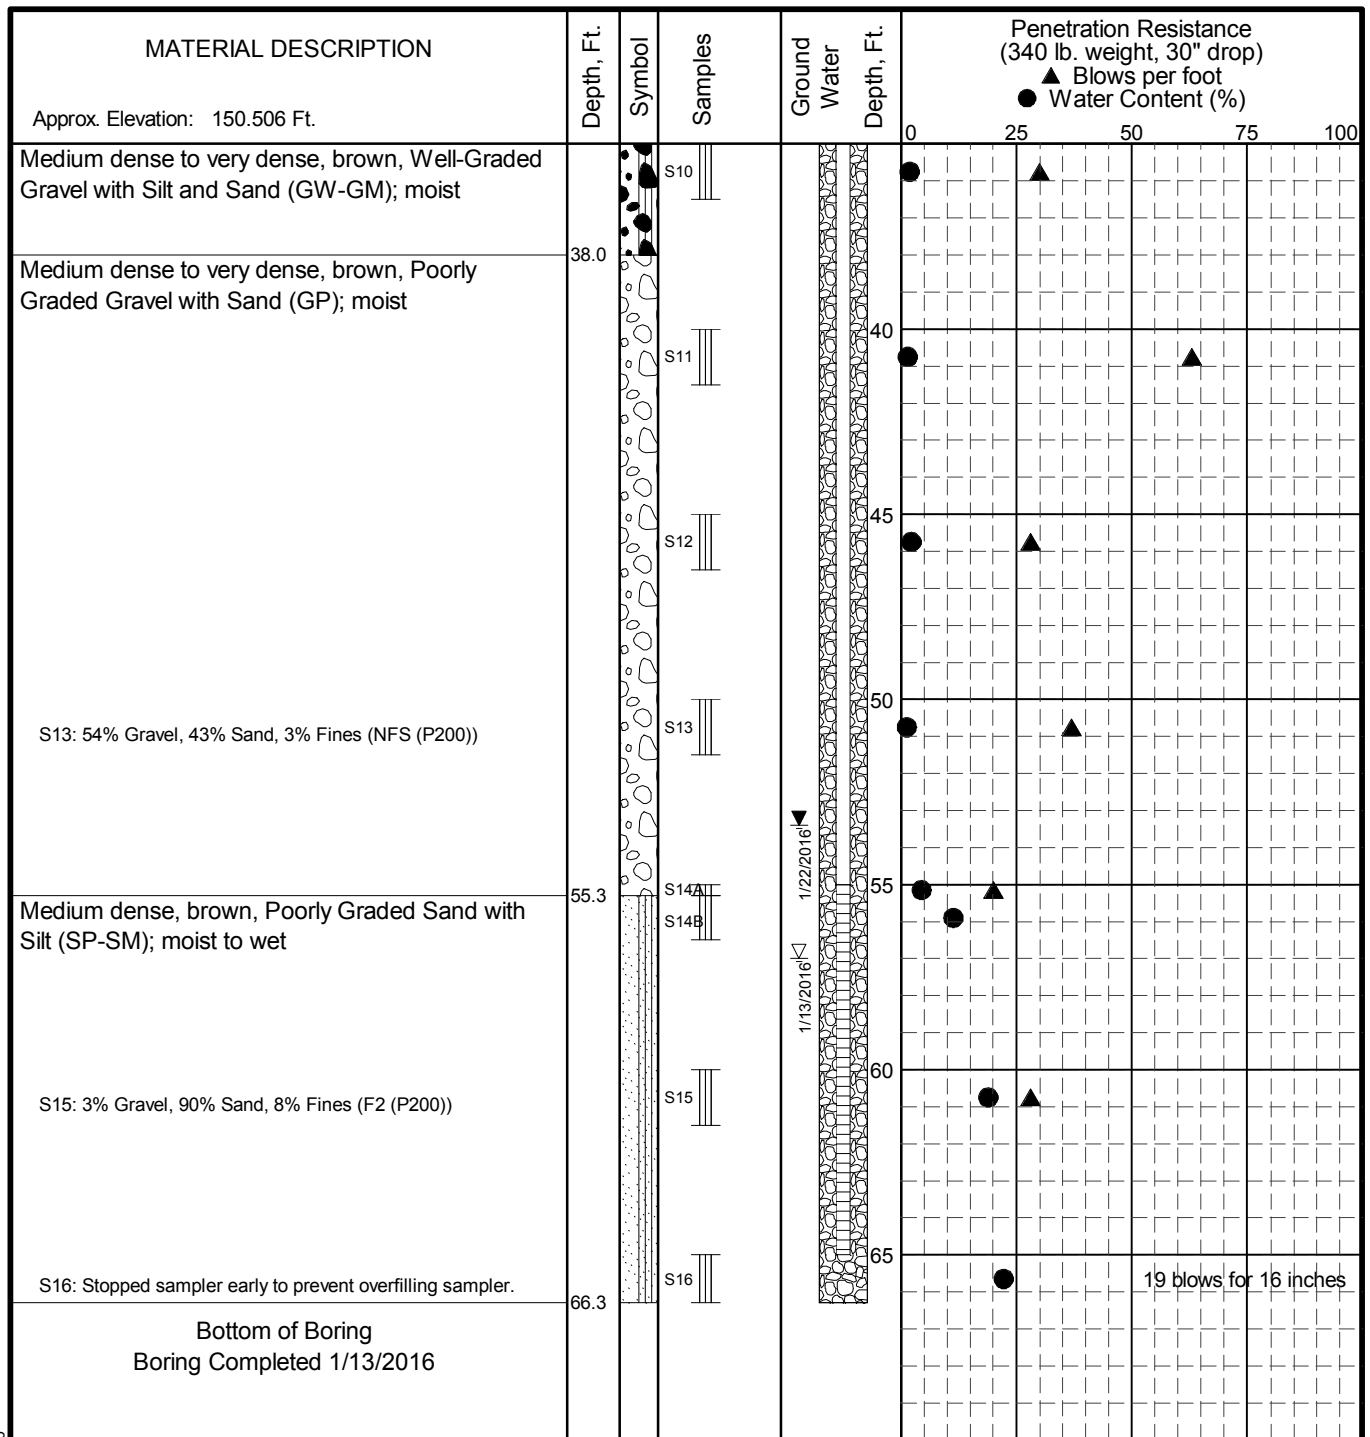 MATERIAL DESCRIPTION
Approx. Elevation: 150.506 Ft.
Depth, Ft.
Symbol
Samples
Ground
Water
Depth, Ft.
Penetration Resistance
(340 lb. weight, 30" drop)
▲ Blows per foot
● Water Content (%)
0 25 50 75 100
Medium dense to very dense, brown, Well-Graded
Gravel with Silt and Sand (GW-GM); moist
S10
38.0
Medium dense to very dense, brown, Poorly
Graded Gravel with Sand (GP); moist
40
S11
45
S12
50
S13
S13: 54% Gravel, 43% Sand, 3% Fines (NFS (P200))
1/22/2016
55
S14A
55.3
Medium dense, brown, Poorly Graded Sand with
Silt (SP-SM); moist to wet
S14B
1/13/2016
60
S15
S15: 3% Gravel, 90% Sand, 8% Fines (F2 (P200))
65
S16
S16: Stopped sampler early to prevent overfilling sampler.
19 blows for 16 inches
66.3
Bottom of Boring
Boring Completed 1/13/2016